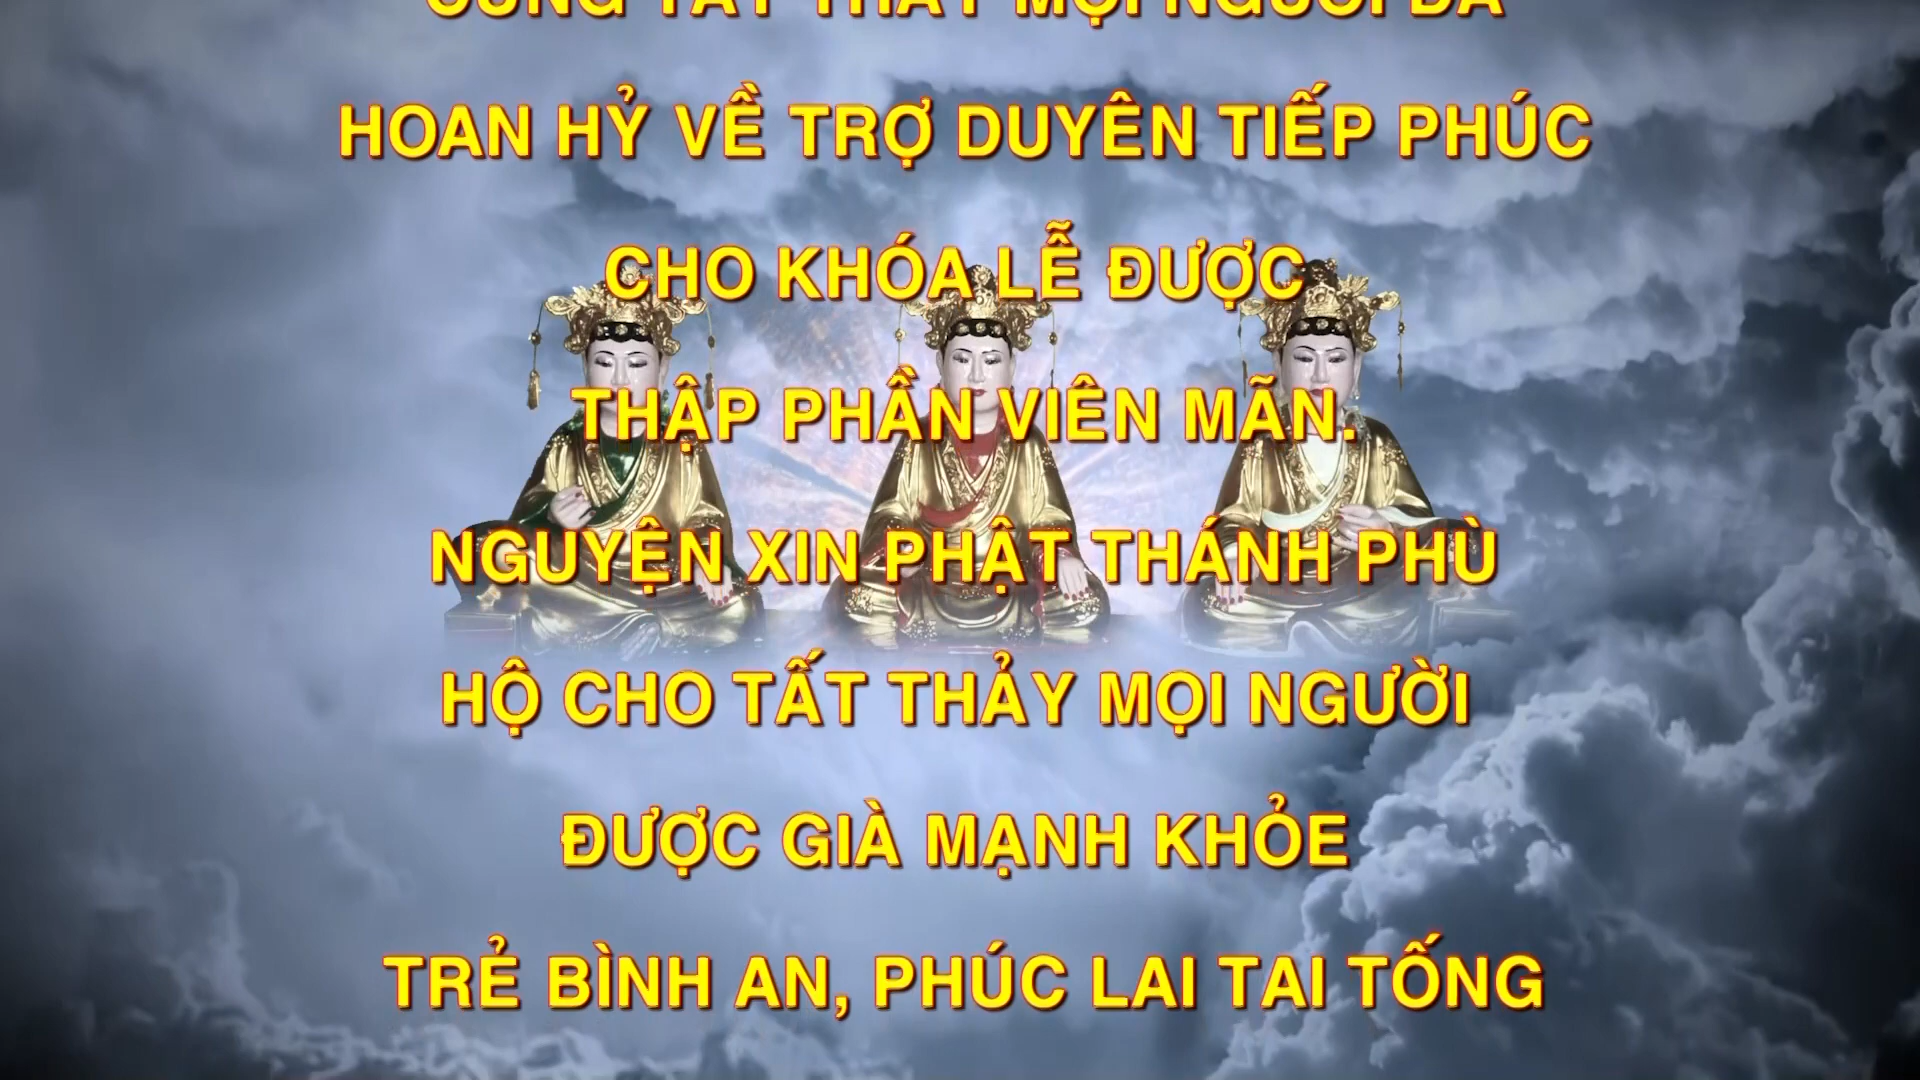 CÙNG TẤT THẢY MỌI NGƯỜI ĐÃ
HOAN HỶ VỀ TRỢ DUYÊN TIẾP PHÚC
CHO KHÓA LỄ ĐƯỢC
THẬP PHẦN VIÊN MÃN.
NGUYỆN XIN PHẬT THÁNH PHÙ
HỘ CHO TẤT THẢY MỌI NGƯỜI
ĐƯỢC GIÀ MẠNH KHỎE
TRẺ BÌNH AN, PHÚC LAI TAI TỐNG